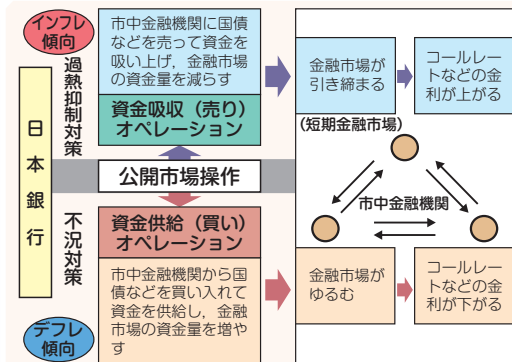 インフレ
傾向
過熱抑制対策
日本銀行
不況対策
デフレ
傾向
市中金融機関に国債
などを売って資金を
吸い上げ，金融市場
の資金量を減らす
資金吸収（売り）
オペレーション
公開市場操作
資金供給（買い）
オペレーション
市中金融機関から国
債などを買い入れて
資金を供給し，金融
市場の資金量を増や
す
金融市場が
引き締まる
コールレー
トなどの金
利が上がる
(短期金融市場)
市中金融機関
金融市場が
ゆるむ
コールレー
トなどの金
利が下がる